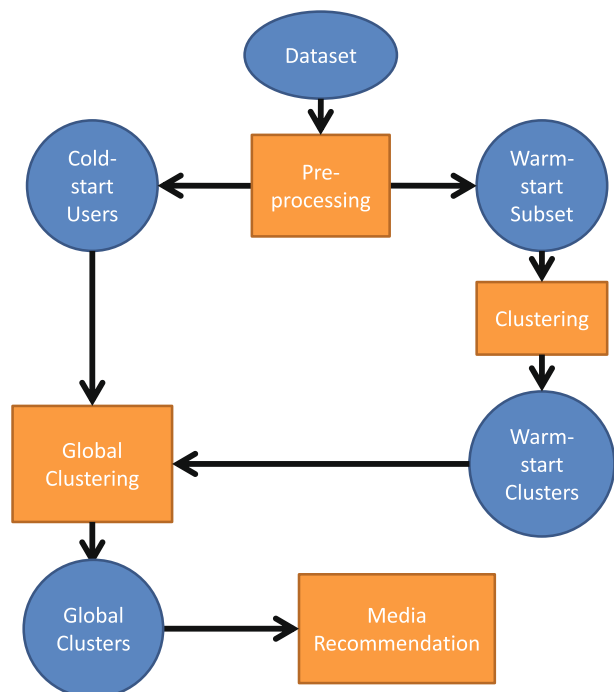 Dataset
Cold-
start
Users
Pre-
processing
Warm-
start
Subset
Clustering
Global
Clustering
Warm-
start
Clusters
Global
Clusters
Media
Recommendation